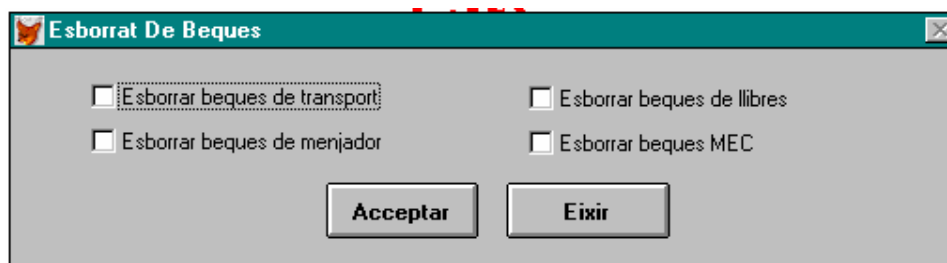 Esborrat De Beques
Esborrar beques de transport
Esborrar beques de llibres
Esborrar beques de menjador
Esborrar beques MEC
Acceptar
Eixir